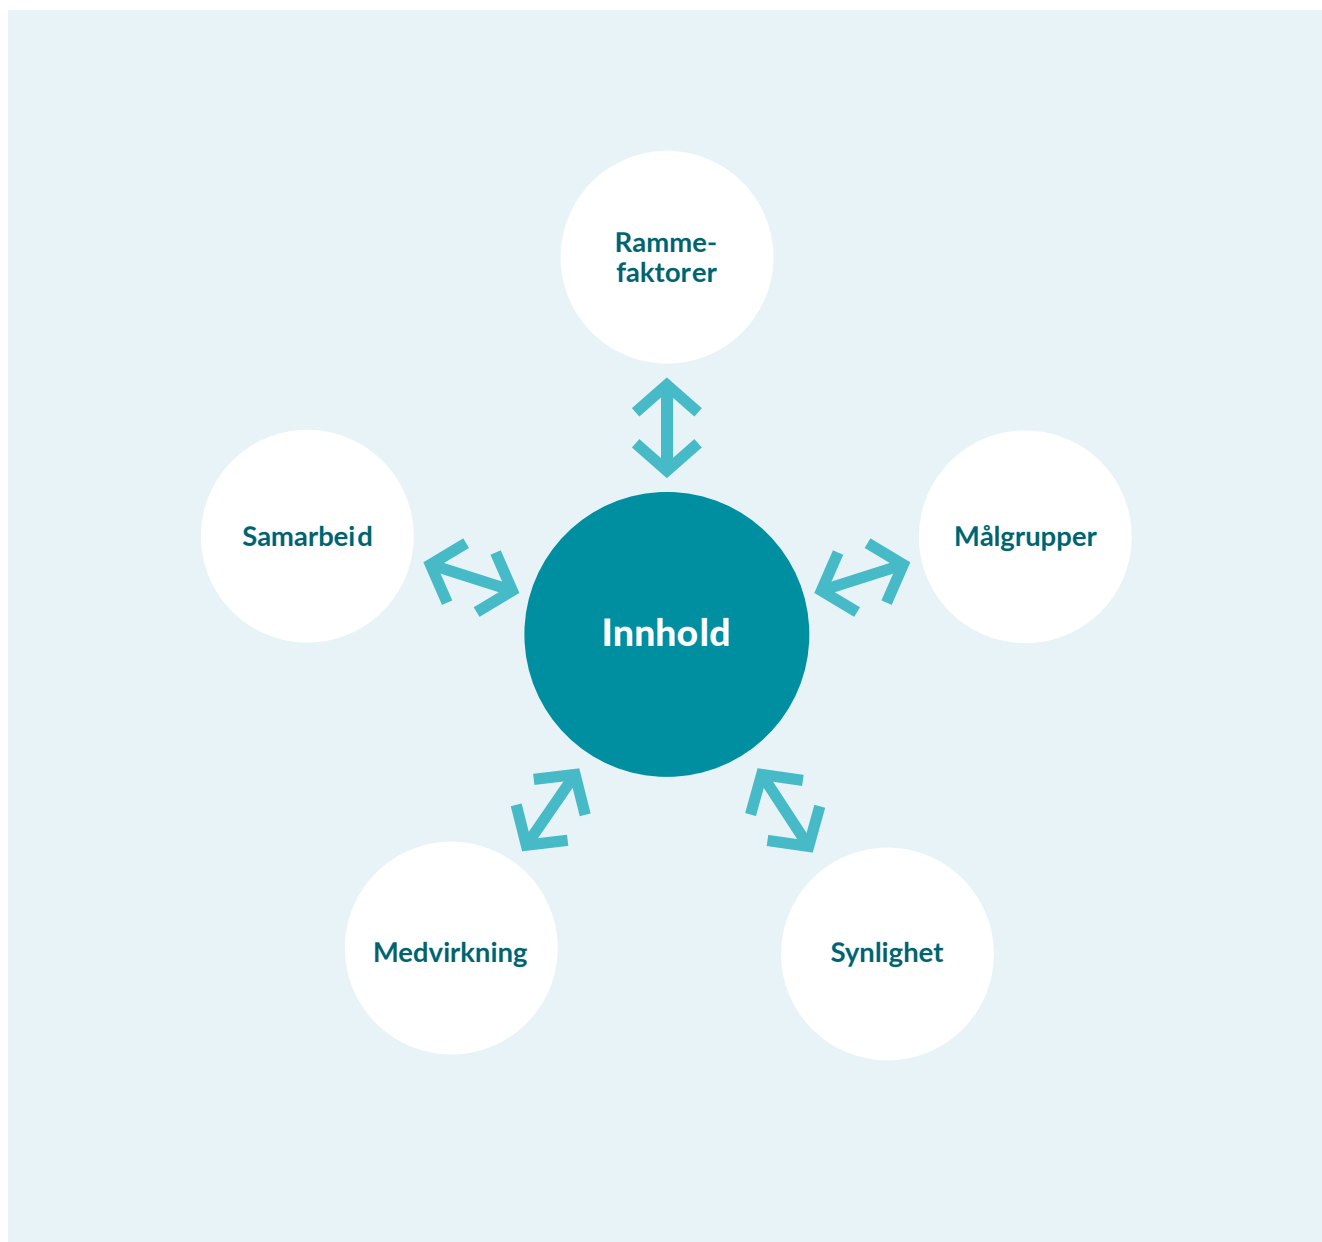 Ramme-
faktorer
Samarbeid
Målgrupper
Innhold
Medvirkning
Synlighet